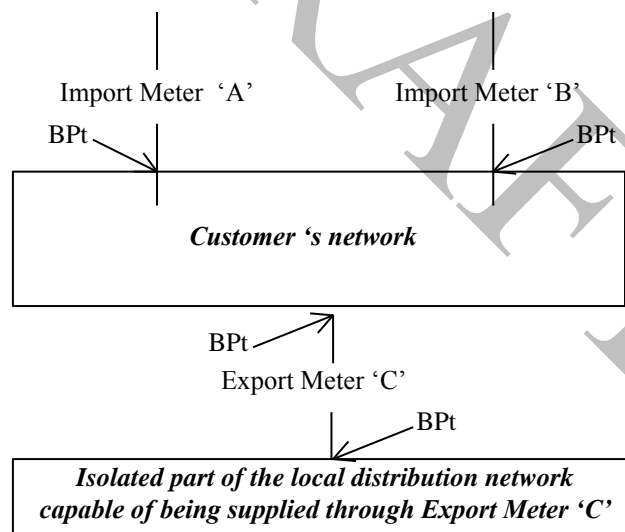 Import Meter ‘A’
Import Meter ‘B’
BPt
BPt
Customer ‘s network
BPt
Export Meter ‘C’
BPt
Isolated part of the local distribution network
capable of being supplied through Export Meter ‘C’